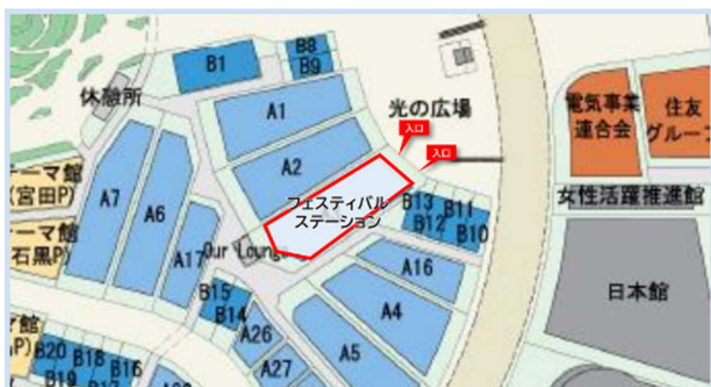 B8
B9
B1
休憩所
A1
光の広場
電気事業
連合会
住友
グルー
入口
入口
A2
テーマ館
(宮田P)
A7
A6
フェスティバル
ステーション
B13
B11
B12
B10
女性活躍推進館
テーマ館
石黒P)
A17
Our Lounge
A16
日本館
B15
B14
A4
A26
A5
A27
B20
B18
B16
B19
B17